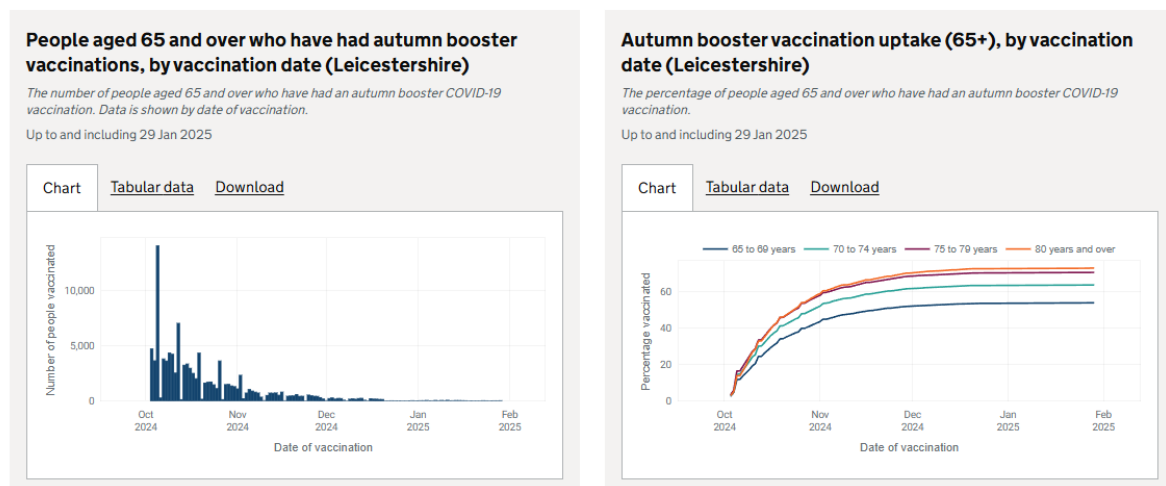 People aged 65 and over who have had autumn booster
vaccinations, by vaccination date (Leicestershire)
The number of people aged 65 and over who have had an autumn booster COVID-19
vaccination. Data is shown by date of vaccination.
Up to and including 29 Jan 2025
Chart Tabular data Download
Number of people vaccinated
10,000
5,000
0
Oct Nov Dec Jan Feb
2024 2024 2024 2025 2025
Date of vaccination
Autumn booster vaccination uptake (65+), by vaccination
date (Leicestershire)
The percentage of people aged 65 and over who have had an autumn booster COVID-19
vaccination.
Up to and including 29 Jan 2025
Chart Tabular data Download
65 to 69 years 70 to 74 years 75 to 79 years 80 years and over
Percentage vaccinated
60
40
20
0
Oct Nov Dec Jan Feb
2024 2024 2024 2025 2025
Date of vaccination